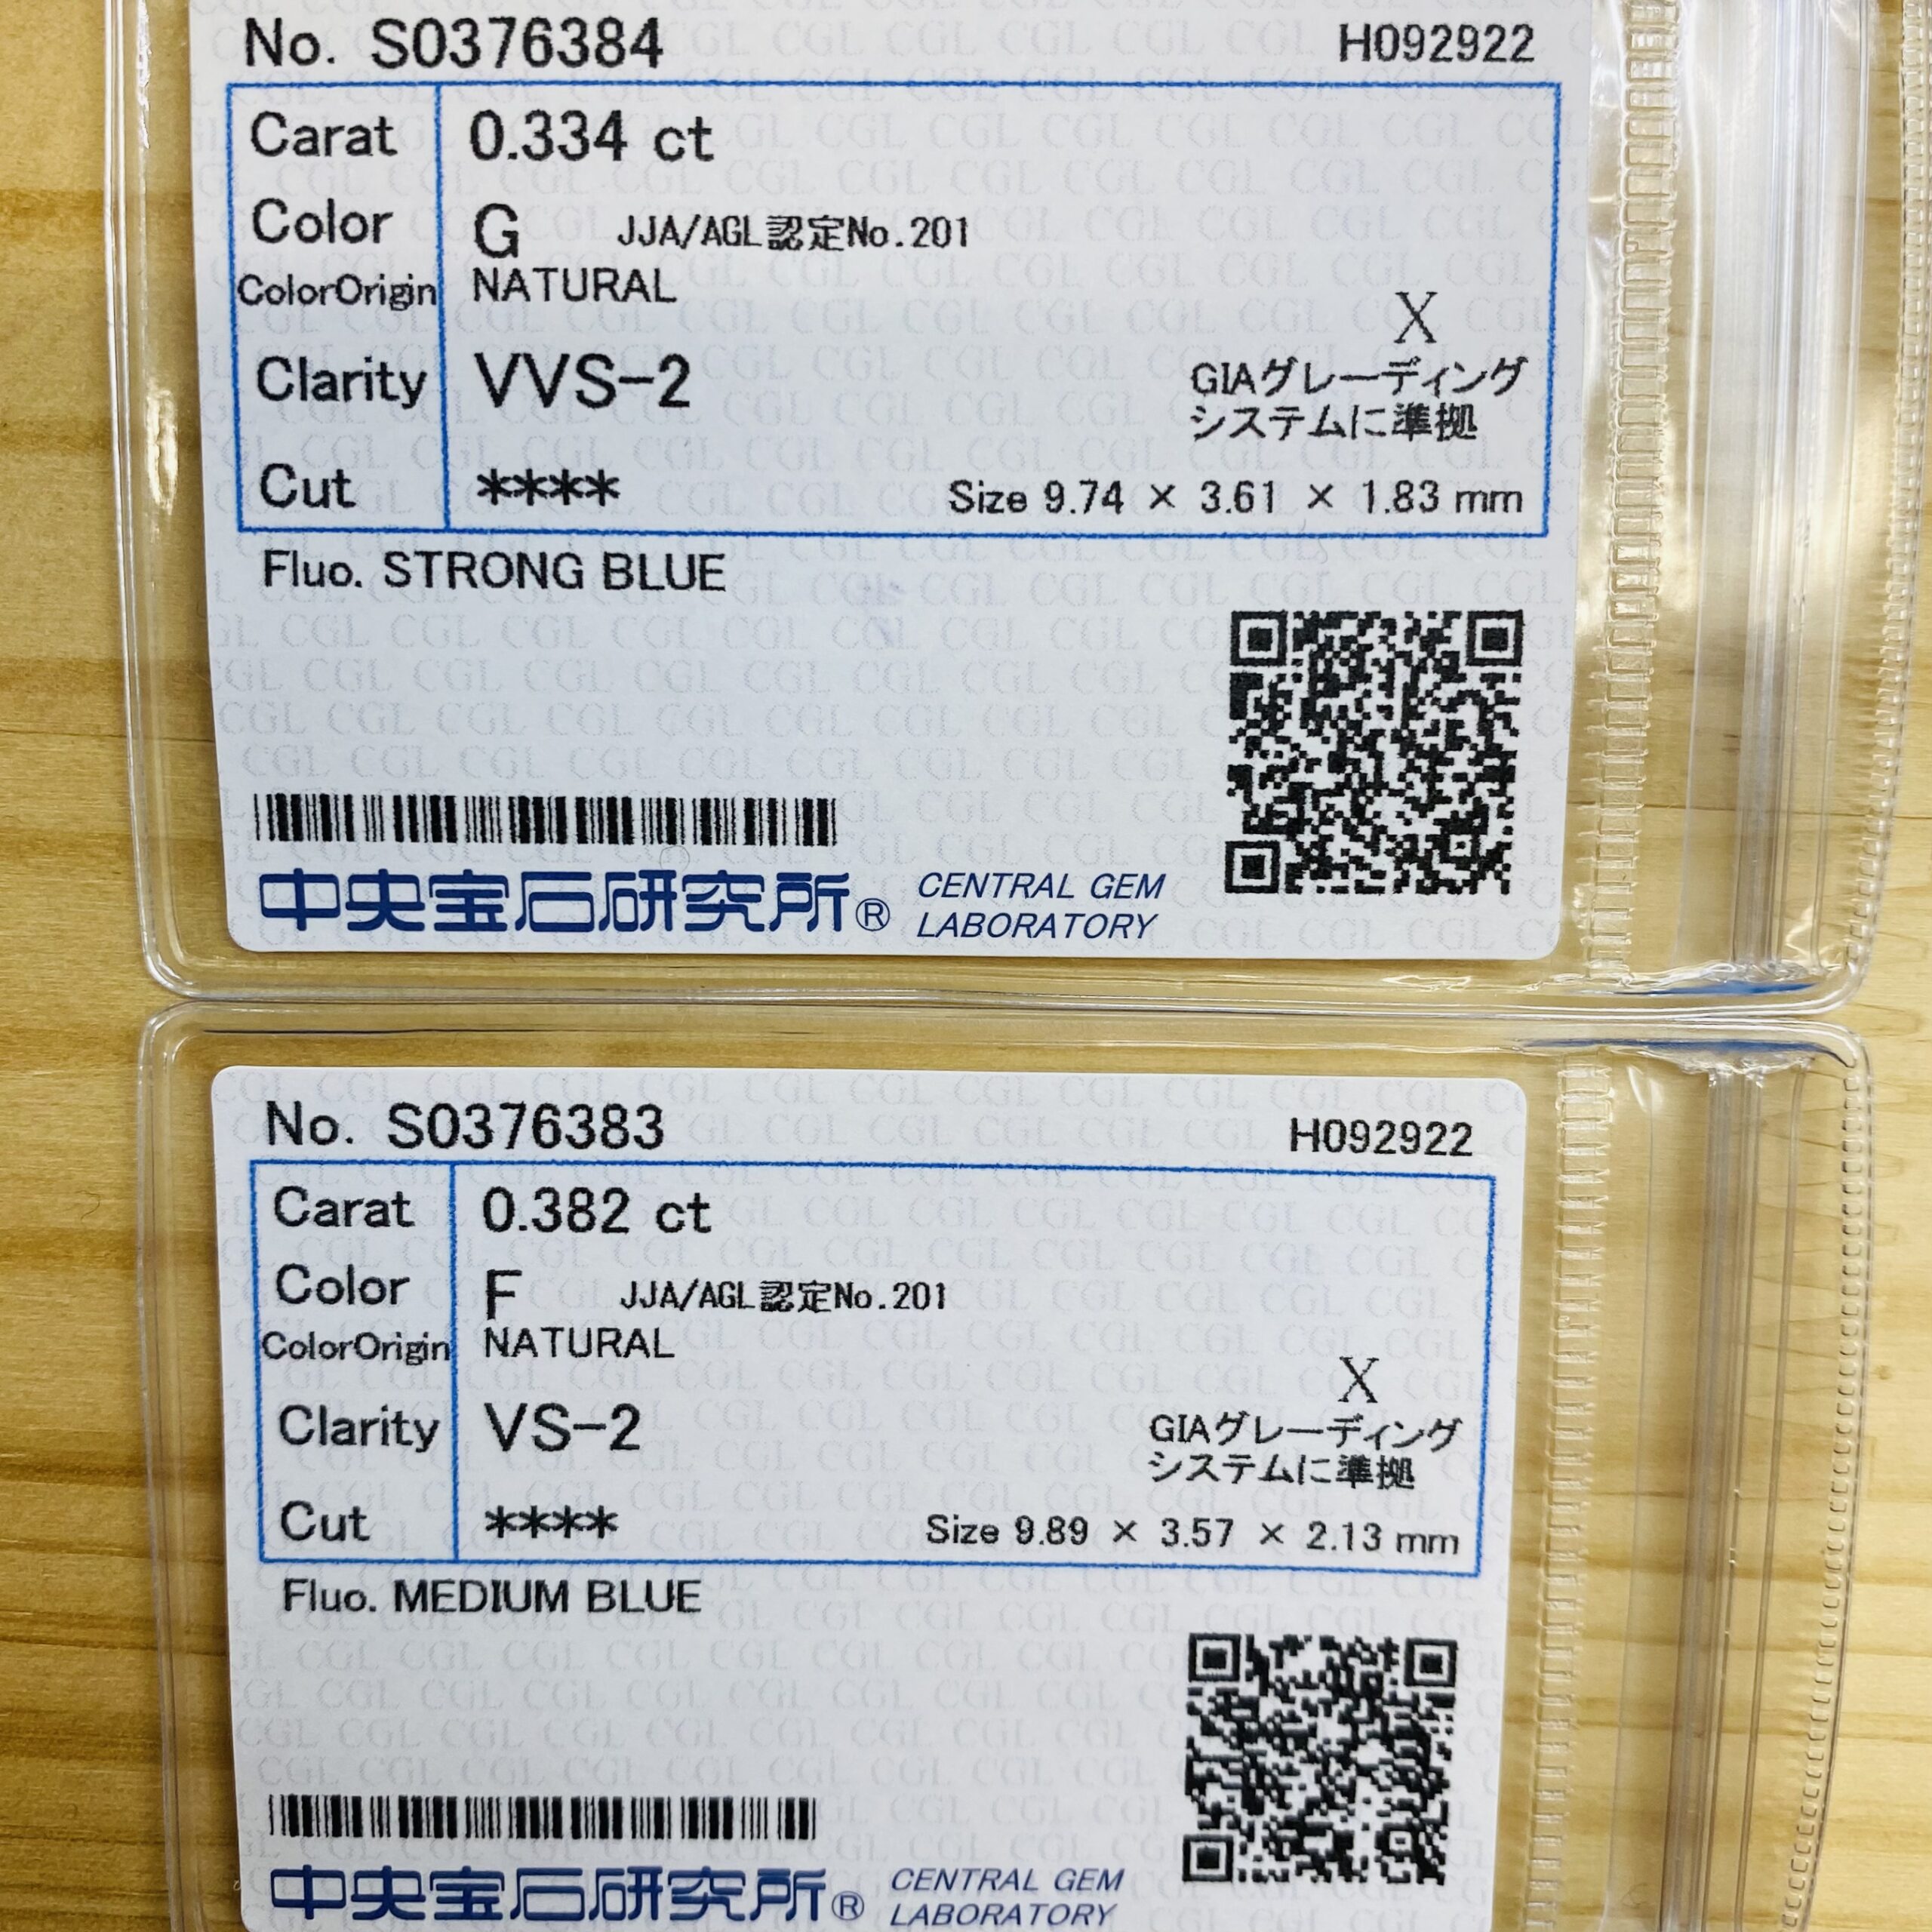 No. S0376384 H092922
Carat 0.334 ct
Color G JJA/AGL認定No.201
ColorOrigin NATURAL
X
Clarity VVS-2 GIAグレーディング
システムに準拠
Cut **** Size 9.74 × 3.61 × 1.83 mm
Fluo. STRONG BLUE
中央宝石研究所® CENTRAL GEM
LABORATORY
No. S0376383 H092922
Carat 0.382 ct
Color F JJA/AGL認定No.201
ColorOrigin NATURAL
X
Clarity VS-2 GIAグレーディング
システムに準拠
Cut **** Size 9.89 × 3.57 × 2.13 mm
Fluo. MEDIUM BLUE
中央宝石研究所® CENTRAL GEM
LABORATORY